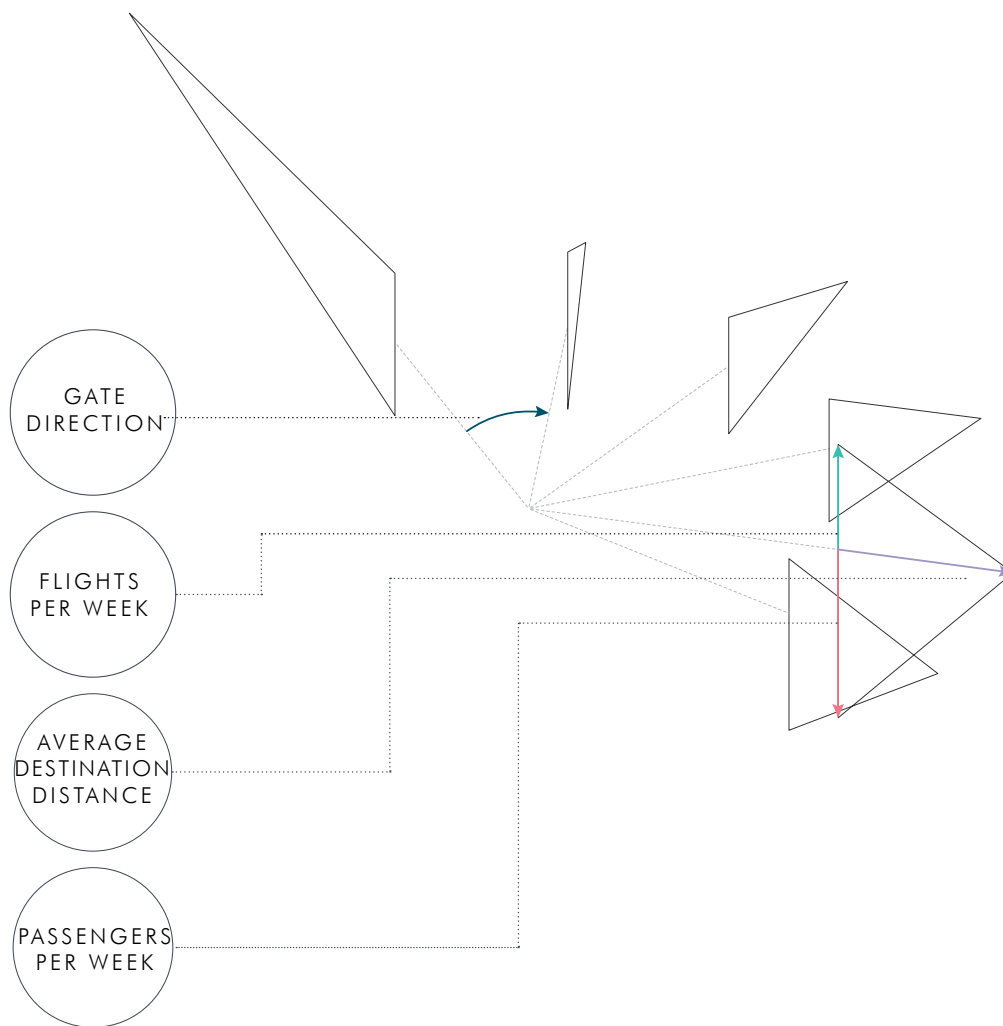 GATE
DIRECTION
FLIGHTS
PER WEEK
AVERAGE
DESTINATION
DISTANCE
PASSENGERS
PER WEEK